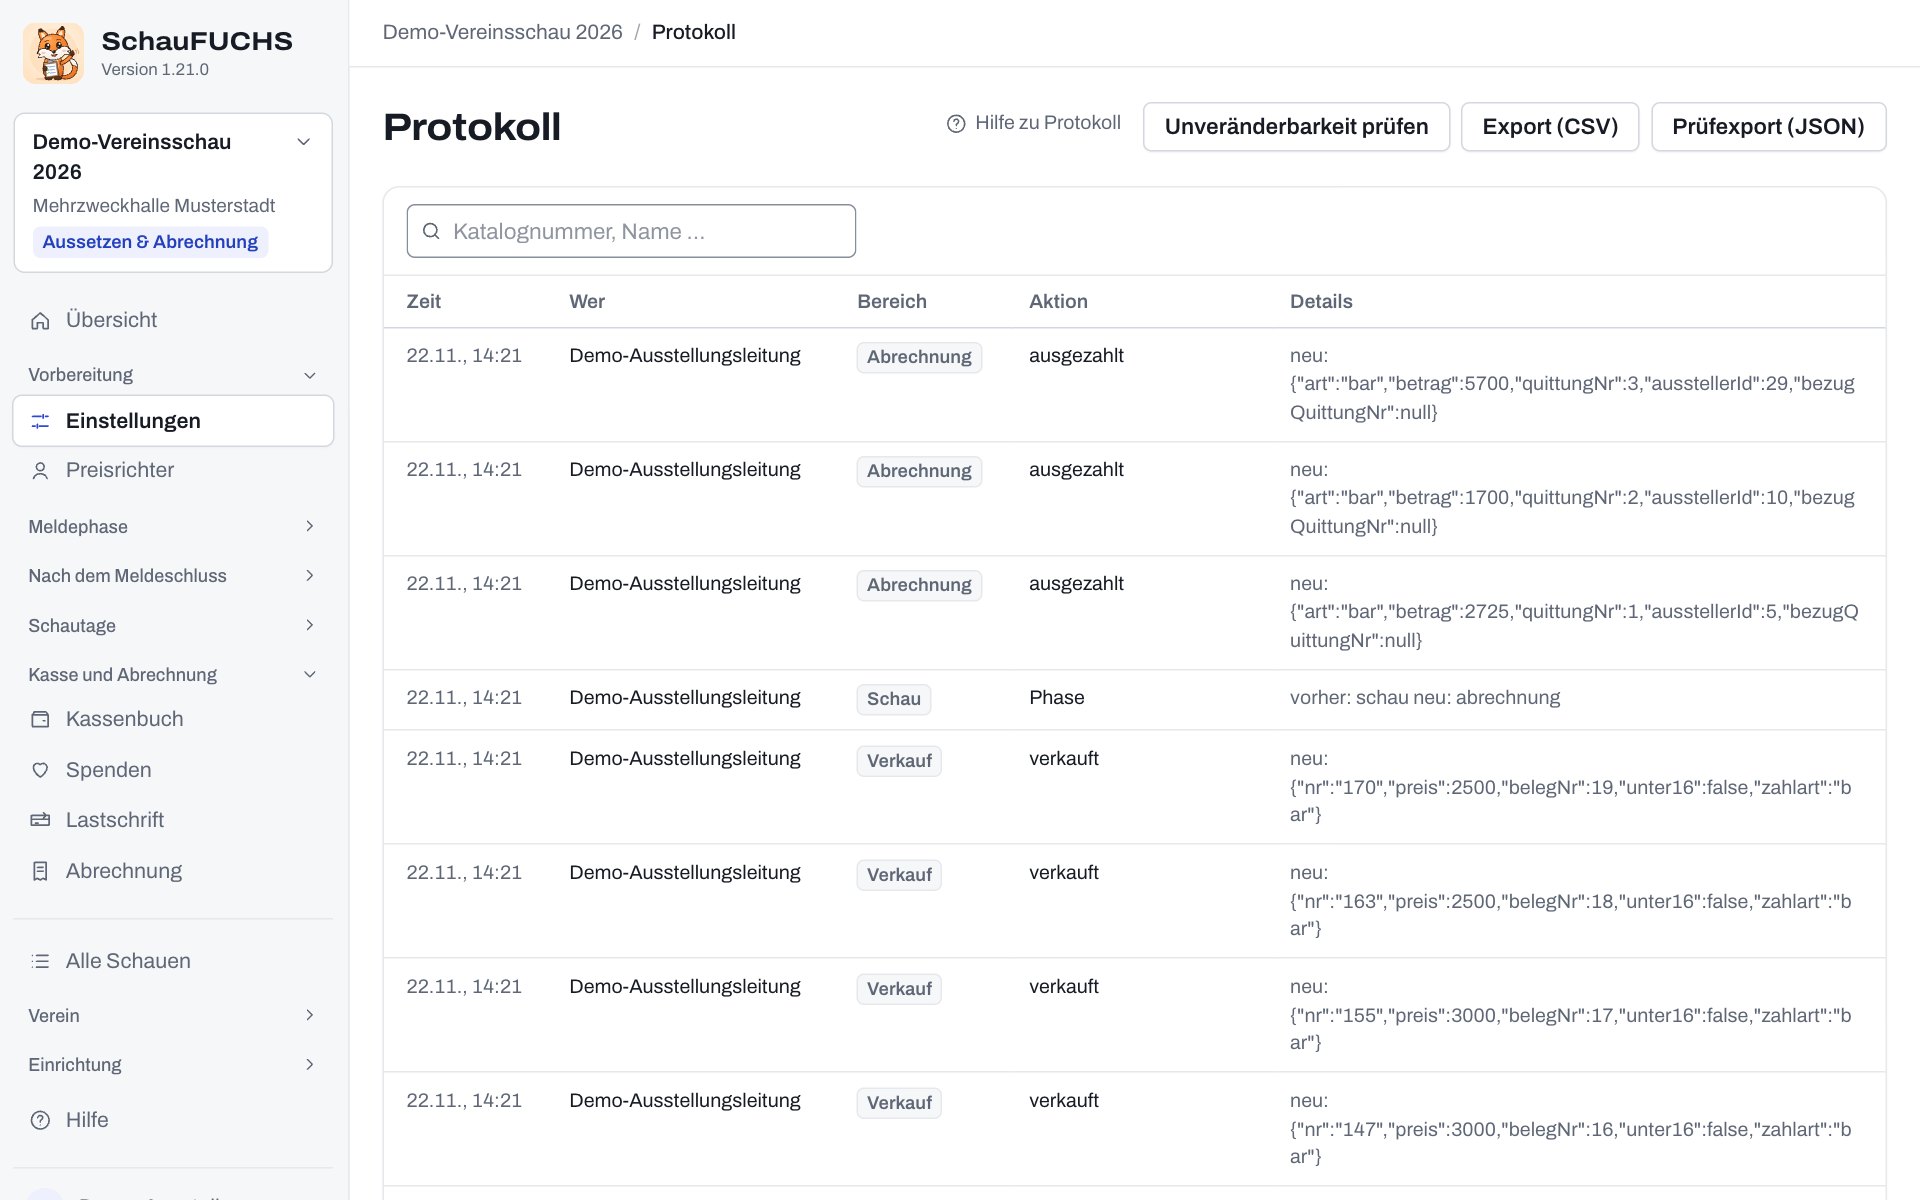 SchauFUCHS
Version 1.21.0
Demo-Vereinsschau
2026
Mehrzweckhalle Musterstadt
Aussetzen & Abrechnung
Übersicht
Vorbereitung
Einstellungen
Preisrichter
Meldephase
Nach dem Meldeschluss
Schautage
Kasse und Abrechnung
Kassenbuch
Spenden
Lastschrift
Abrechnung
Alle Schauen
Verein
Einrichtung
Hilfe
Demo-Vereinsschau 2026 / Protokoll
Protokoll
Hilfe zu Protokoll
Unveränderbarkeit prüfen
Export (CSV)
Prüfexport (JSON)
Katalognummer, Name ...
Zeit Wer Bereich Aktion Details
22.11., 14:21 Demo-Ausstellungsleitung Abrechnung ausgezahlt neu:
{"art":"bar","betrag":5700,"quittungNr":3,"ausstellerId":29,"bezug
QuittungNr":null}
22.11., 14:21 Demo-Ausstellungsleitung Abrechnung ausgezahlt neu:
{"art":"bar","betrag":1700,"quittungNr":2,"ausstellerId":10,"bezug
QuittungNr":null}
22.11., 14:21 Demo-Ausstellungsleitung Abrechnung ausgezahlt neu:
{"art":"bar","betrag":2725,"quittungNr":1,"ausstellerId":5,"bezugQ
uittungNr":null}
22.11., 14:21 Demo-Ausstellungsleitung Schau Phase vorher: schau neu: abrechnung
22.11., 14:21 Demo-Ausstellungsleitung Verkauf verkauft neu:
{"nr":"170","preis":2500,"belegNr":19,"unter16":false,"zahlart":"b
ar"}
22.11., 14:21 Demo-Ausstellungsleitung Verkauf verkauft neu:
{"nr":"163","preis":2500,"belegNr":18,"unter16":false,"zahlart":"b
ar"}
22.11., 14:21 Demo-Ausstellungsleitung Verkauf verkauft neu:
{"nr":"155","preis":3000,"belegNr":17,"unter16":false,"zahlart":"b
ar"}
22.11., 14:21 Demo-Ausstellungsleitung Verkauf verkauft neu:
{"nr":"147","preis":3000,"belegNr":16,"unter16":false,"zahlart":"b
ar"}